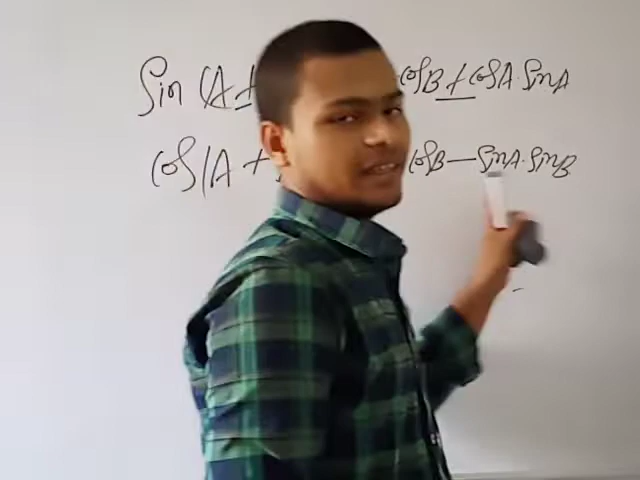 Sin (A + cosB + cosA. SinA
cos(A + cosB — SinA. SinB